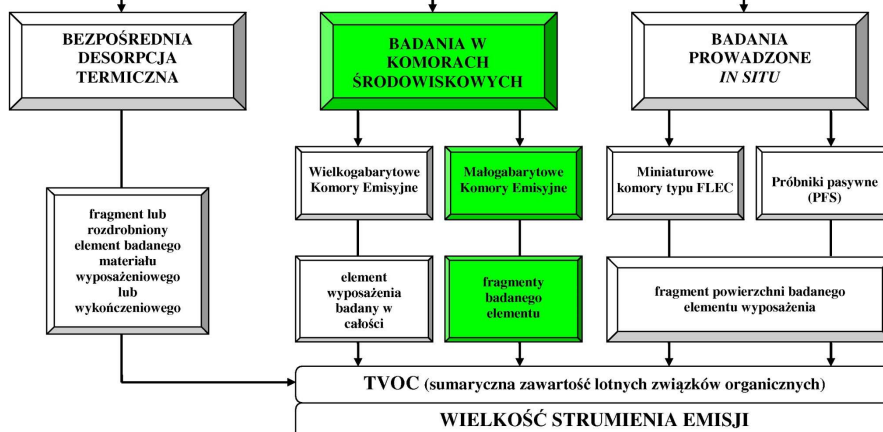 BEZPOŚREDNIA
DESORPCJA
TERMICZNA
BADANIA W
KOMORACH
ŚRODOWISKOWYCH
BADANIA
PROWADZONE
IN SITU
Wielkogabarytowe
Komory Emisyjne
Małogabarytowe
Komory Emisyjne
Miniaturowe
komory typu FLEC
Próbniki pasywne
(PFS)
fragment lub
rozdrobniony
element badanego
materiału
wyposażeniowego
lub
wykończeniowego
element
wyposażenia
badany w
całości
fragmenty
badanego
elementu
fragment powierzchni badanego
elementu wyposażenia
TVOC (sumaryczna zawartość lotnych związków organicznych)
WIELKOŚĆ STRUMIENIA EMISJI